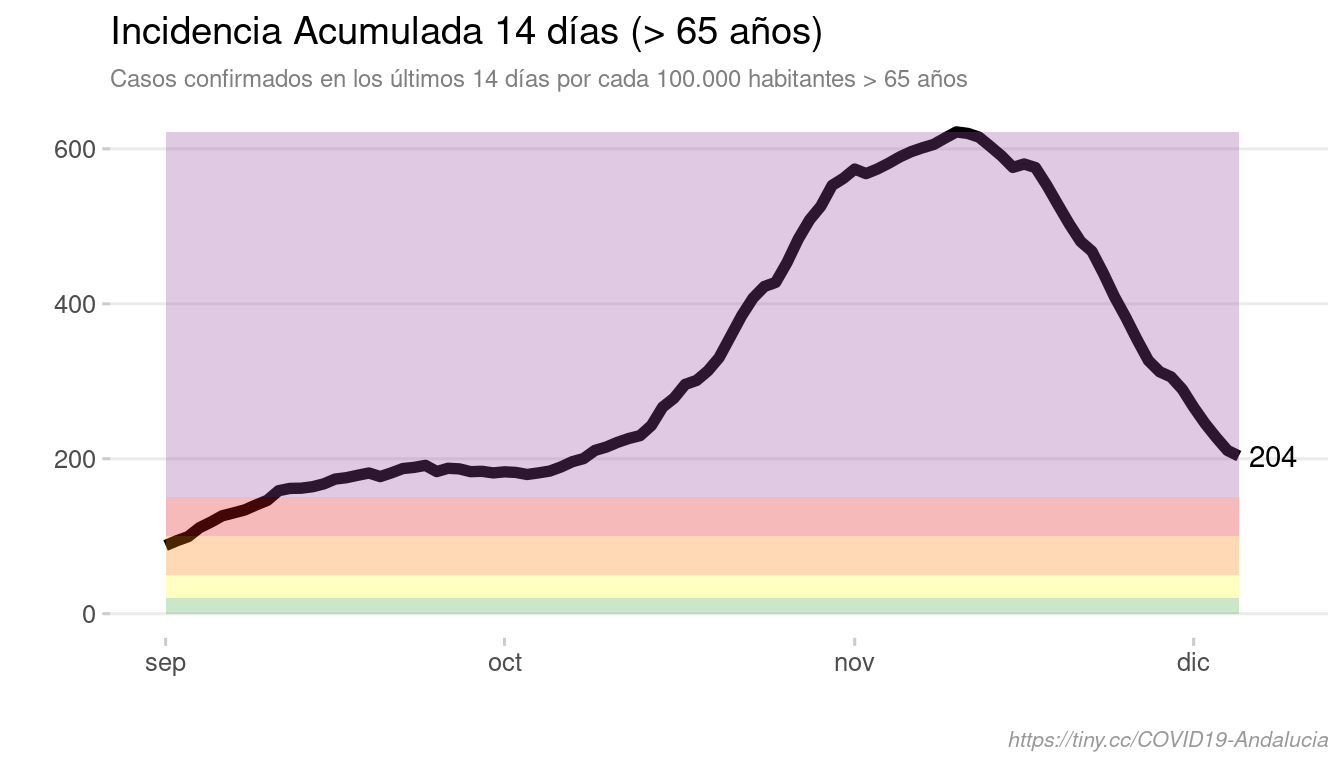 Incidencia Acumulada 14 días (> 65 años)
Casos confirmados en los últimos 14 días por cada 100.000 habitantes > 65 años
600
400
200
204
0
sep oct nov dic
https://tiny.cc/COVID19-Andalucia